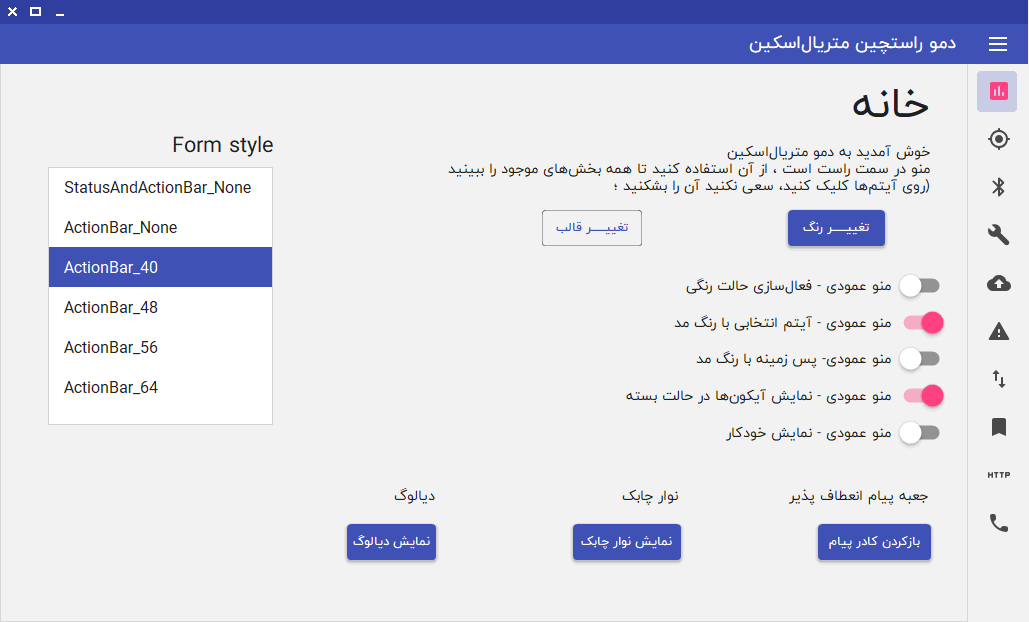 دمو راستچین متریال‌اسکین
خانه
خوش آمدید به دمو متریال‌اسکین
منو در سمت راست است ، از آن استفاده کنید تا همه بخش‌های موجود را ببینید
(روی آیتم‌ها کلیک کنید، سعی نکنید آن را بشکنید ؛
تغییـــر رنگ
تغییـــر قالب
منو عمودی - فعال‌سازی حالت رنگی
منو عمودی - آیتم انتخابی با رنگ مد
منو عمودی- پس زمینه با رنگ مد
منو عمودی - نمایش آیکون‌ها در حالت بسته
منو عمودی - نمایش خودکار
جعبه پیام انعطاف پذیر
نوار چابک
دیالوگ
بازکردن کادر پیام
نمایش نوار چابک
نمایش دیالوگ
Form style
StatusAndActionBar_None
ActionBar_None
ActionBar_40
ActionBar_48
ActionBar_56
ActionBar_64
HTTP